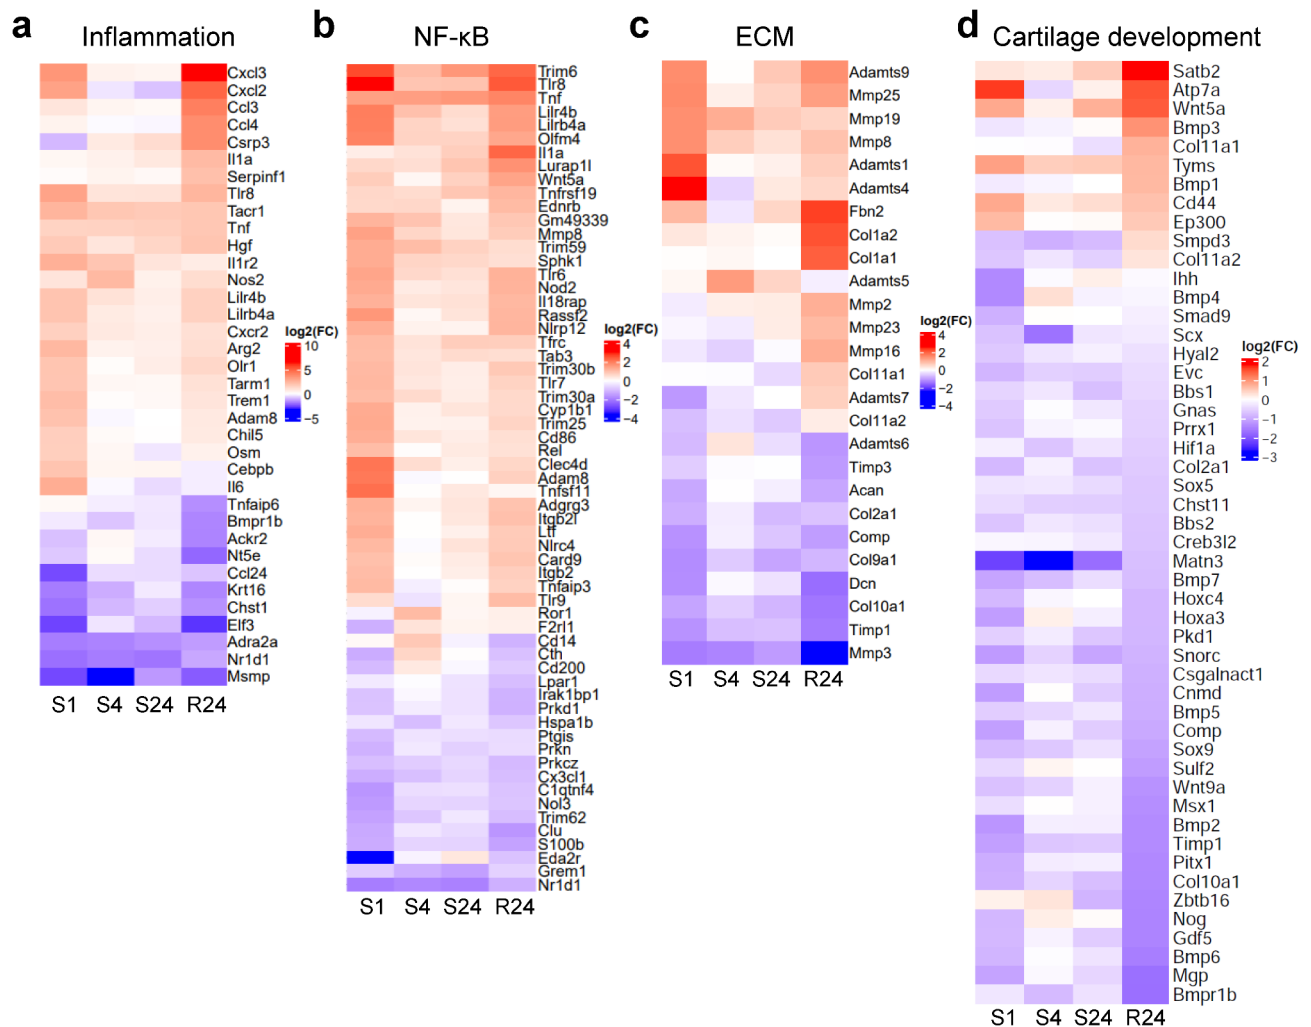 a
Inflammation
Cxcl3
Cxcl2
Ccl3
Ccl4
Csrp3
Il1a
Serpinf1
Tlr8
Tacr1
Tnf
Hgf
Il1r2
Nos2
Lilr4b
Lilrb4a
Cxcr2
Arg2
Olr1
Tarm1
Trem1
Adam8
Chil5
Osm
Cebpb
Il6
Tnfaip6
Bmpr1b
Ackr2
Nt5e
Ccl24
Krt16
Chst1
Elf3
Adra2a
Nr1d1
Msmp
S1 S4 S24 R24
log2(FC)
10
5
0
−5
b
NF-κB
Trim6
Tlr8
Tnf
Lilr4b
Lilrb4a
Olfm4
Il1a
Lurap1l
Wnt5a
Tnfrsf19
Ednrb
Gm49339
Mmp8
Trim59
Sphk1
Tlr6
Nod2
Il18rap
Rassf2
Nlrp12
Tfrc
Tab3
Trim30b
Tlr7
Trim30a
Cyp1b1
Trim25
Cd86
Rel
Clec4d
Adam8
Tnfsf11
Adgrg3
Itgb2l
Ltf
Nlrc4
Card9
Itgb2
Tnfaip3
Tlr9
Ror1
F2rl1
Cd14
Cth
Cd200
Lpar1
Irak1bp1
Prkd1
Hspa1b
Ptgis
Prkn
Prkcz
Cx3cl1
C1qtnf4
Nol3
Trim62
Clu
S100b
Eda2r
Grem1
Nr1d1
S1 S4 S24 R24
log2(FC)
4
2
0
−2
−4
c
ECM
Adamts9
Mmp25
Mmp19
Mmp8
Adamts1
Adamts4
Fbn2
Col1a2
Col1a1
Adamts5
Mmp2
Mmp23
Mmp16
Col11a1
Adamts7
Col11a2
Adamts6
Timp3
Acan
Col2a1
Comp
Col9a1
Dcn
Col10a1
Timp1
Mmp3
S1 S4 S24 R24
log2(FC)
4
2
0
−2
−4
d
Cartilage development
Satb2
Atp7a
Wnt5a
Bmp3
Col11a1
Tyms
Bmp1
Cd44
Ep300
Smpd3
Col11a2
Ihh
Bmp4
Smad9
Scx
Hyal2
Evc
Bbs1
Gnas
Prrx1
Hif1a
Col2a1
Sox5
Chst11
Bbs2
Creb3l2
Matn3
Bmp7
Hoxc4
Hoxa3
Pkd1
Snorc
Csgalnact1
Cnmd
Bmp5
Comp
Sox9
Sulf2
Wnt9a
Msx1
Bmp2
Timp1
Pitx1
Col10a1
Zbtb16
Nog
Gdf5
Bmp6
Mgp
Bmpr1b
S1 S4 S24 R24
log2(FC)
2
1
0
−1
−2
−3